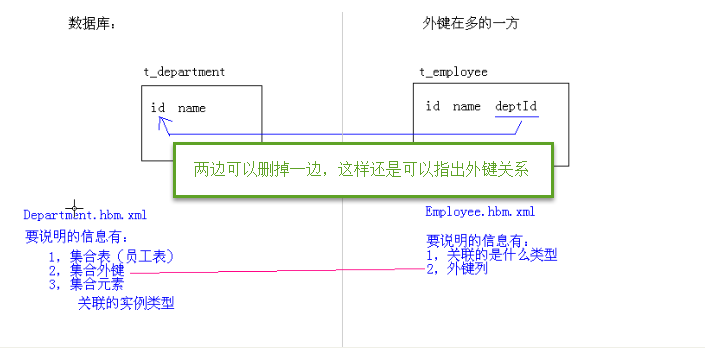 数据库：
外键在多的一方
t_department
id name
t_employee
id name deptId
两边可以删掉一边，这样还是可以指出外键关系
Department.hbm.xml
要说明的信息有：
1，集合表（员工表）
2，集合外键
3，集合元素
关联的实例类型
Employee.hbm.xml
要说明的信息有：
1，关联的是什么类型
2，外键列